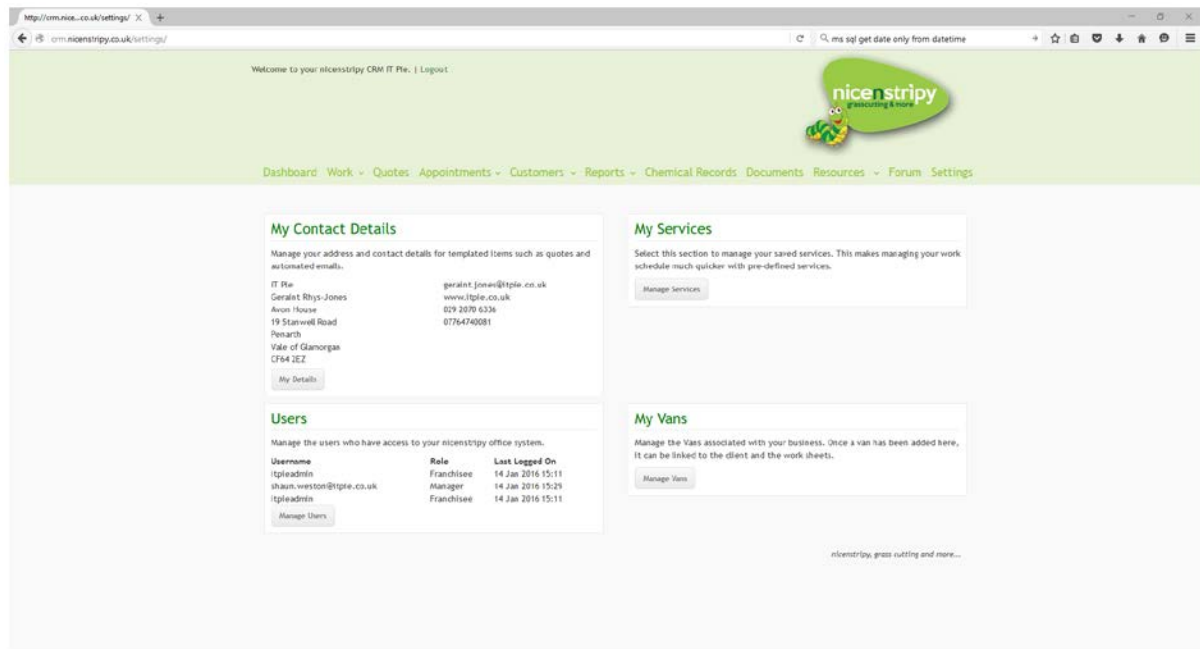 http://crm.nice...co.uk/settings/
crm.nicenstripy.co.uk/settings/
ms sql get date only from datetime
Welcome to your nicenstripy CRM IT Pie. | Logout
nicenstripy
grasscutting & more
Dashboard Work Quotes Appointments Customers Reports Chemical Records Documents Resources Forum Settings
My Contact Details
Manage your address and contact details for templated items such as quotes and
automated emails.
IT Pie geraint.jones@itpie.co.uk
Geraint Rhys-Jones www.itpie.co.uk
Avon House 029 2070 6336
19 Stanwell Road 07764740081
Penarth
Vale of Glamorgan
CF64 2EZ
My Details
My Services
Select this section to manage your saved services. This makes managing your work
schedule much quicker with pre-defined services.
Manage Services
Users
Manage the users who have access to your nicenstripy office system.
Username Role Last Logged On
itpieadmin Franchisee 14 Jan 2016 15:11
shaun.weston@itpie.co.uk Manager 14 Jan 2016 15:29
itpieadmin Franchisee 14 Jan 2016 15:11
Manage Users
My Vans
Manage the Vans associated with your business. Once a van has been added here,
it can be linked to the client and the work sheets.
Manage Vans
nicenstripy, grass cutting and more...